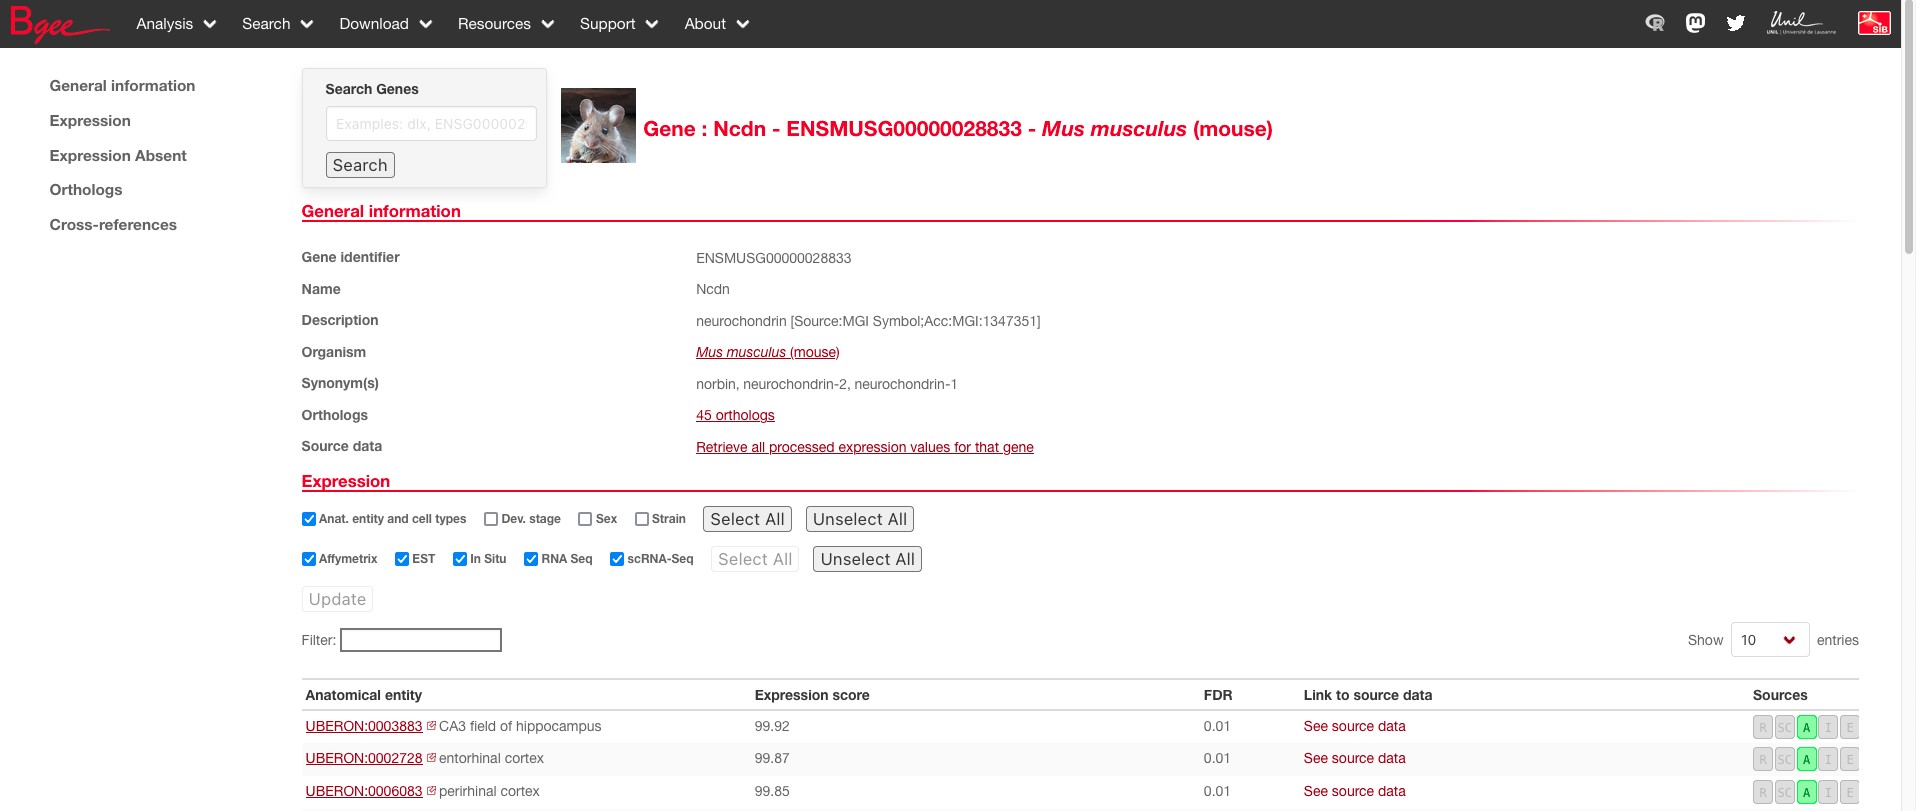 Bgee Analysis Search Download Resources Support About Unil UNIL | Université de Lausanne SIB
General information
Expression
Expression Absent
Orthologs
Cross-references
Search Genes
Examples: dlx, ENSG000002
Search
Gene : Ncdn - ENSMUSG00000028833 - Mus musculus (mouse)
General information
Gene identifier ENSMUSG00000028833
Name Ncdn
Description neurochondrin [Source:MGI Symbol;Acc:MGI:1347351]
Organism Mus musculus (mouse)
Synonym(s) norbin, neurochondrin-2, neurochondrin-1
Orthologs 45 orthologs
Source data Retrieve all processed expression values for that gene
Expression
Anat. entity and cell types Dev. stage Sex Strain Select All Unselect All
Affymetrix EST In Situ RNA Seq scRNA-Seq Select All Unselect All
Update
Filter: Show 10 entries
Anatomical entity Expression score FDR Link to source data Sources
UBERON:0003883 CA3 field of hippocampus 99.92 0.01 See source data R SC A I E
UBERON:0002728 entorhinal cortex 99.87 0.01 See source data R SC A I E
UBERON:0006083 perirhinal cortex 99.85 0.01 See source data R SC A I E